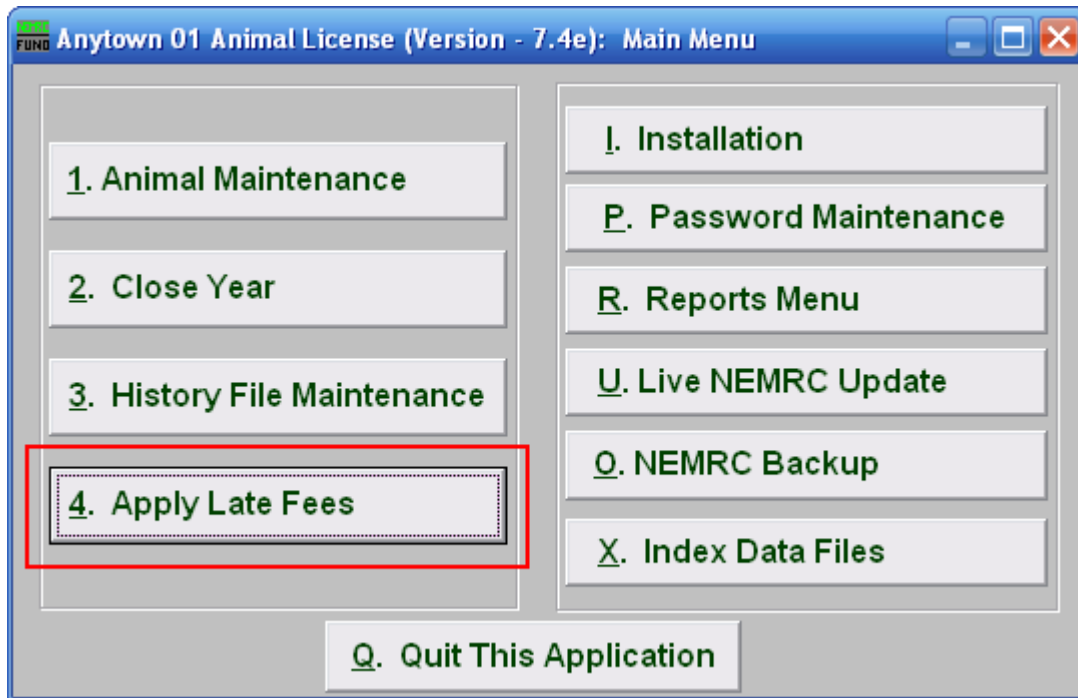 NEMRC
FUND
Anytown 01 Animal License (Version - 7.4e): Main Menu
1. Animal Maintenance
2. Close Year
3. History File Maintenance
4. Apply Late Fees
I. Installation
P. Password Maintenance
R. Reports Menu
U. Live NEMRC Update
O. NEMRC Backup
X. Index Data Files
Q. Quit This Application